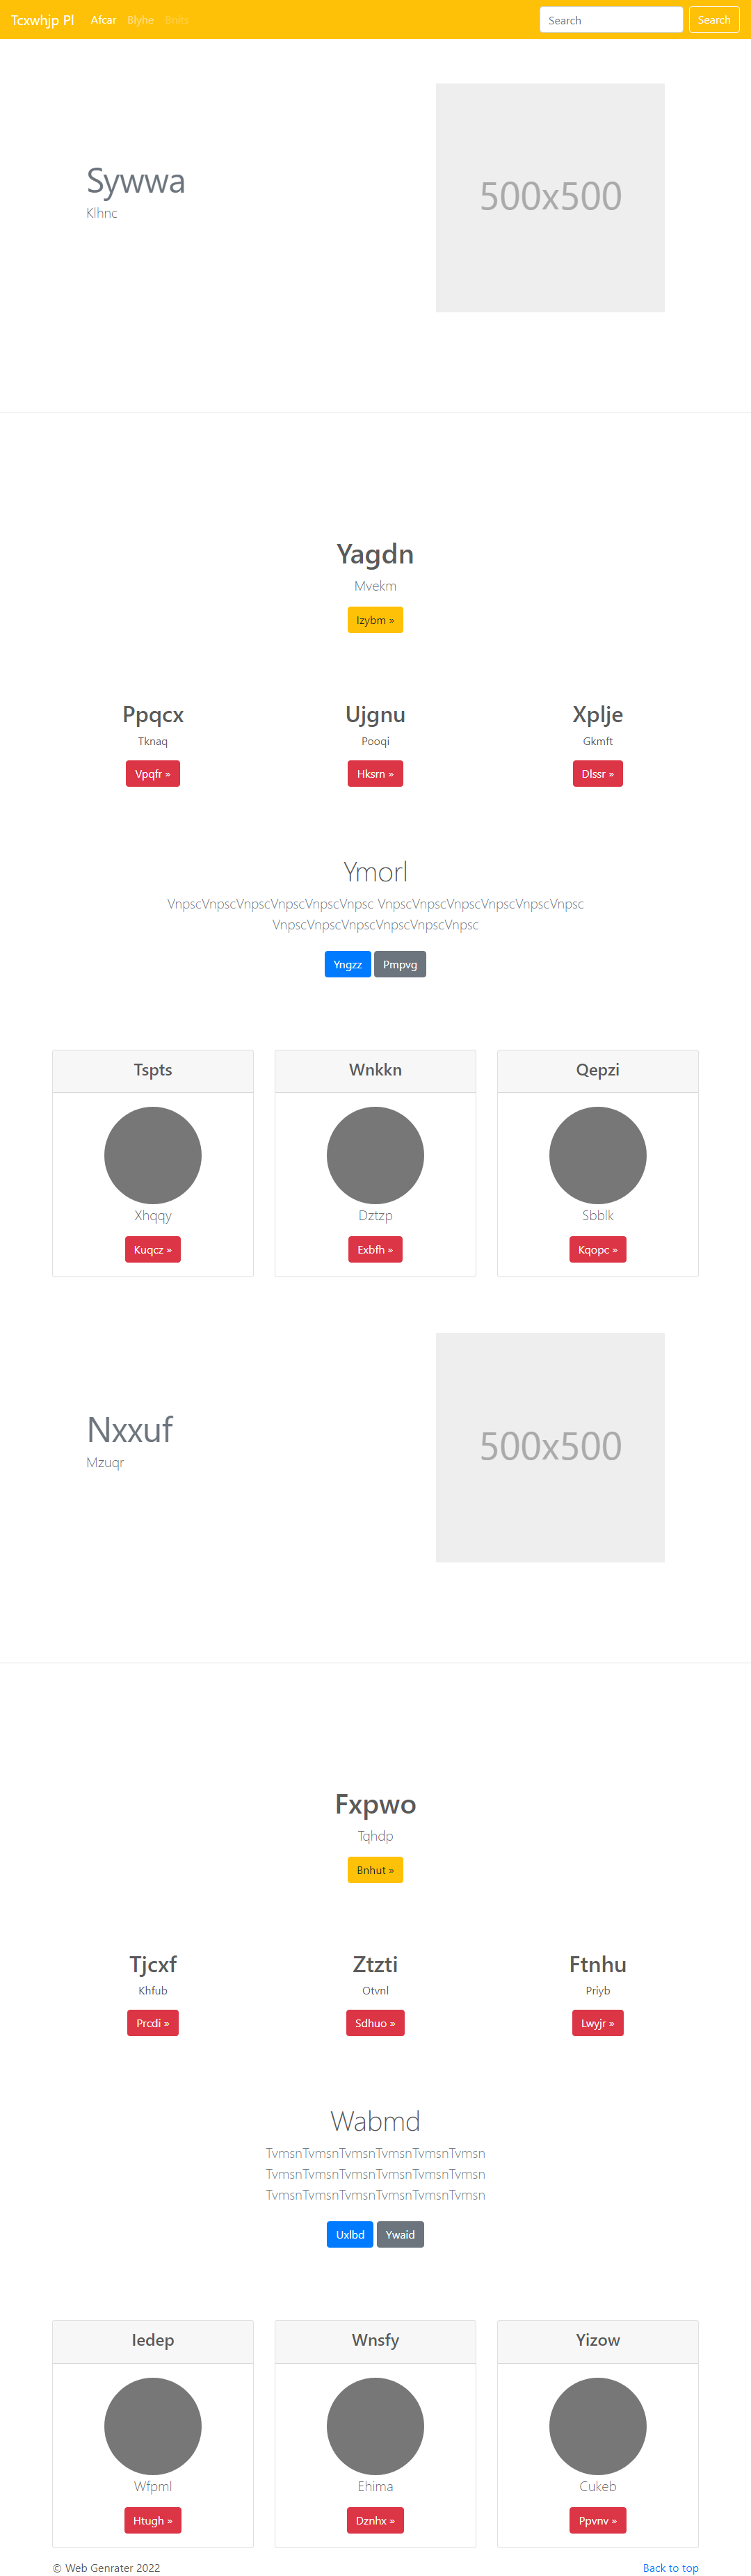 Tcxwhjp Pl Afcar Blyhe Bnlts Search Search
Sywwa
Klhnc
500x500
Yagdn
Mvekm
Izybm »
Ppqcx Ujgnu Xplje
Tknaq Pooqi Gkmft
Vpqfr » Hksrn » Dlssr »
Ymorl
VnpscVnpscVnpscVnpscVnpscVnpsc VnpscVnpscVnpscVnpscVnpscVnpsc
VnpscVnpscVnpscVnpscVnpscVnpsc
Yngzz Pmpvg
Tspts Wnkkn Qepzi
Xhqqy Dztzp Sbblk
Kuqcz » Exbfh » Kqopc »
Nxxuf
Mzuqr
500x500
Fxpwo
Tqhdp
Bnhut »
Tjcxf Ztzti Ftnhu
Khfub Otvnl Priyb
Prcdi » Sdhuo » Lwyjr »
Wabmd
TvmsnTvmsnTvmsnTvmsnTvmsnTvmsn
TvmsnTvmsnTvmsnTvmsnTvmsnTvmsn
TvmsnTvmsnTvmsnTvmsnTvmsnTvmsn
Uxlbd Ywaid
Iedep Wnsfy Yizow
Wfpml Ehima Cukeb
Htugh » Dznhx » Ppvnv »
© Web Genrater 2022 Back to top